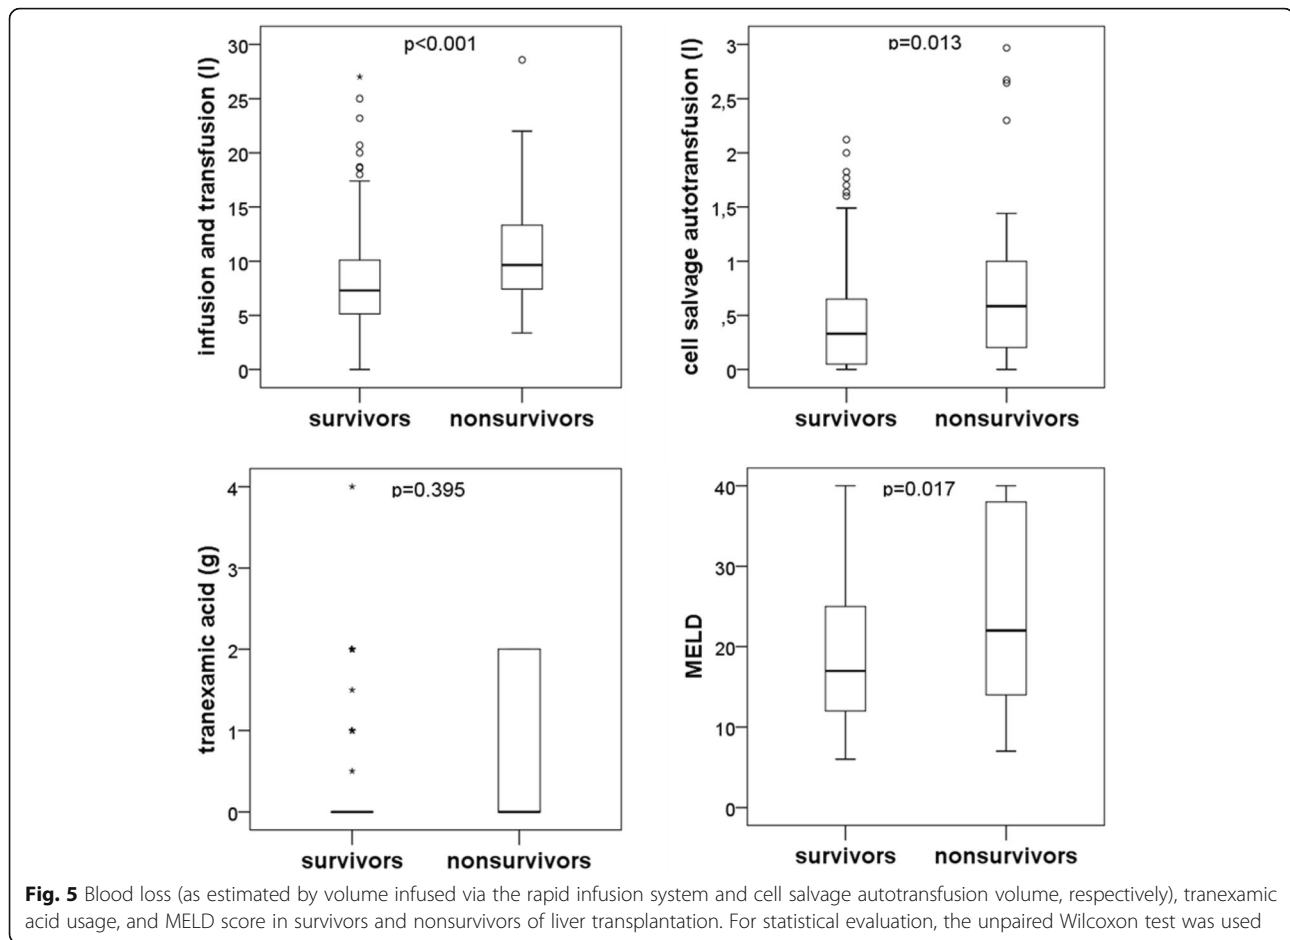 p<0.001
infusion and transfusion (l)
30
25
20
15
10
5
0
survivors nonsurvivors
p=0.013
cell salvage autotransfusion (l)
3
2,5
2
1,5
1
,5
0
survivors nonsurvivors
p=0.395
tranexamic acid (g)
4
3
2
1
0
survivors nonsurvivors
p=0.017
MELD
40
30
20
10
0
survivors nonsurvivors
Fig. 5 Blood loss (as estimated by volume infused via the rapid infusion system and cell salvage autotransfusion volume, respectively), tranexamic
acid usage, and MELD score in survivors and nonsurvivors of liver transplantation. For statistical evaluation, the unpaired Wilcoxon test was used